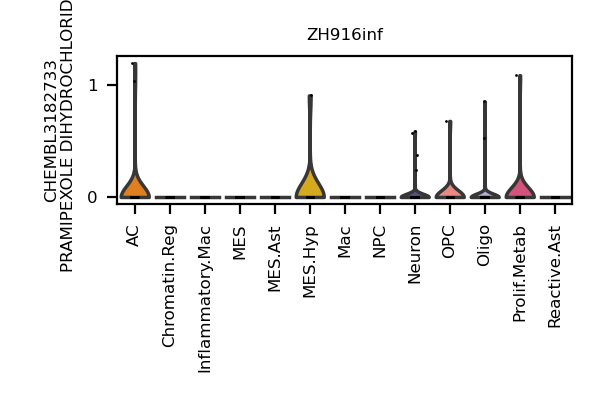 ZH916inf
CHEMBL3182733
PRAMIPEXOLE DIHYDROCHLORID
1
0
AC
Chromatin.Reg
Inflammatory.Mac
MES
MES.Ast
MES.Hyp
Mac
NPC
Neuron
OPC
Oligo
Prolif.Metab
Reactive.Ast